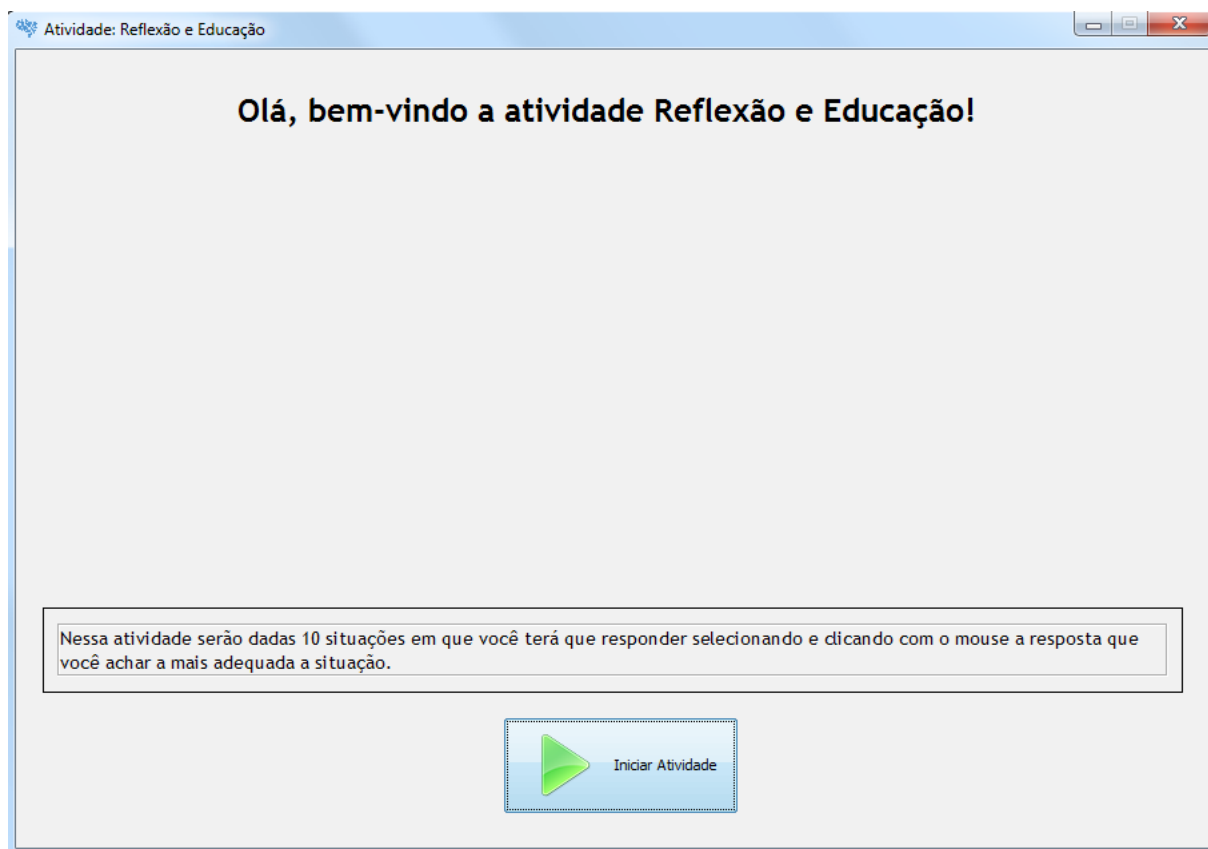 Atividade: Reflexão e Educação
Olá, bem-vindo a atividade Reflexão e Educação!
Nessa atividade serão dadas 10 situações em que você terá que responder selecionando e clicando com o mouse a resposta que
você achar a mais adequada a situação.
Iniciar Atividade